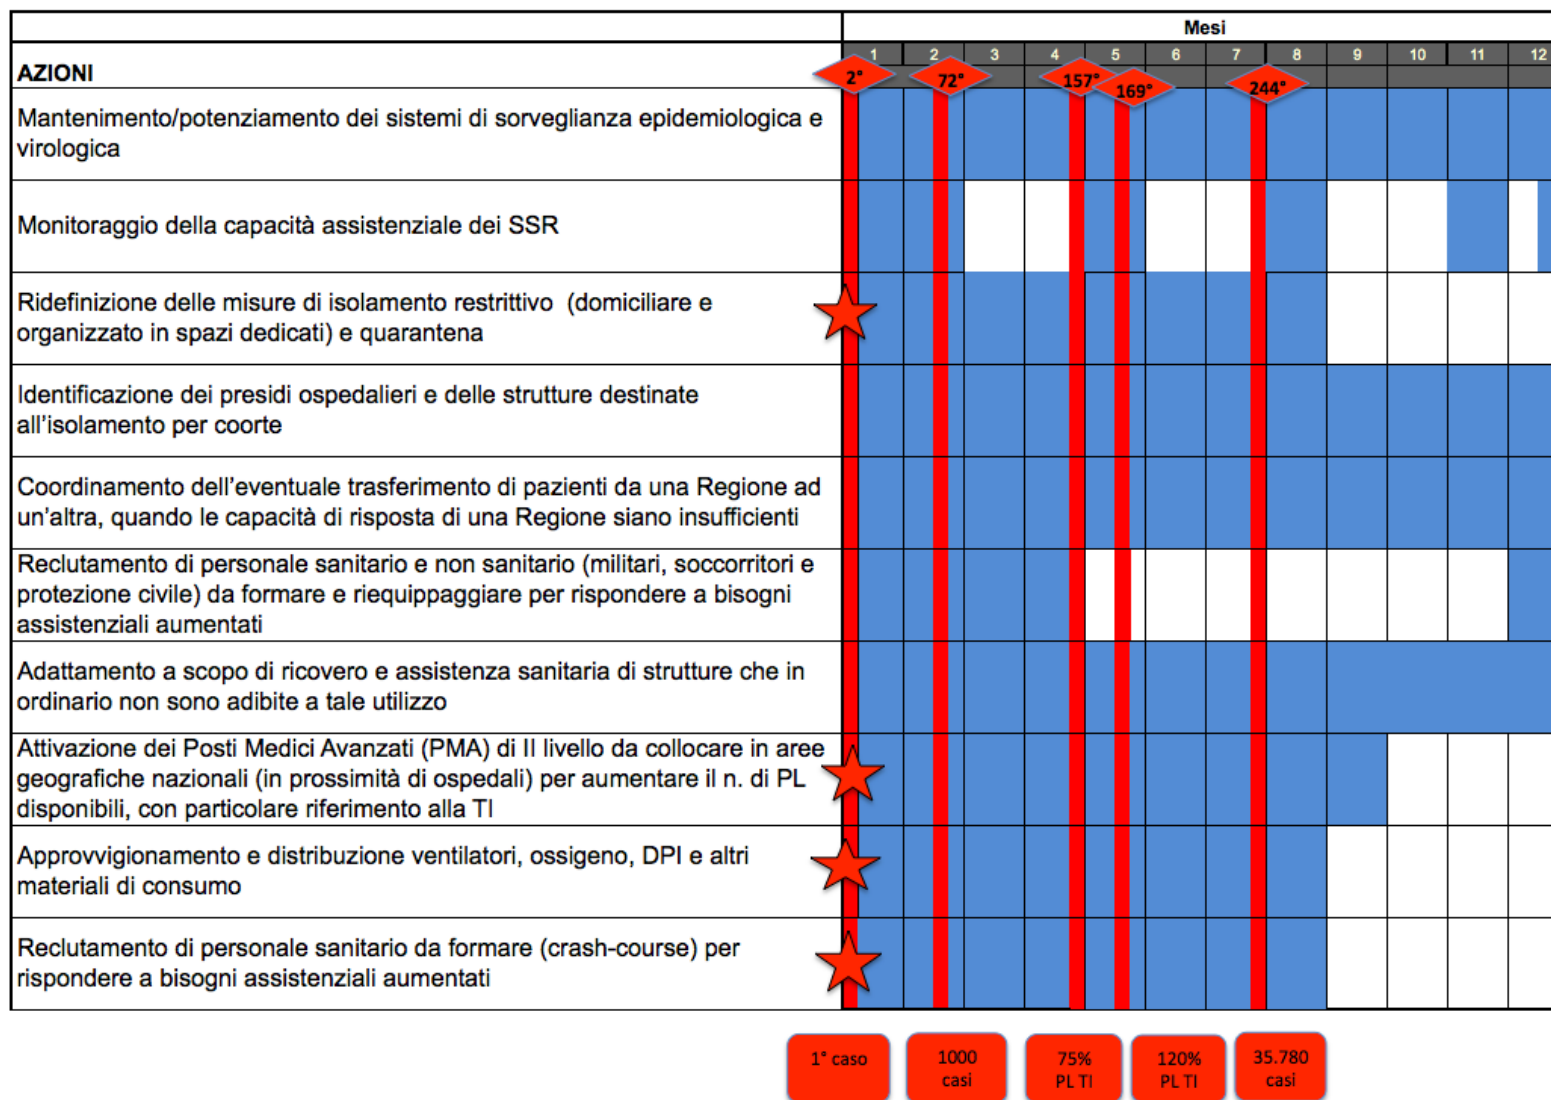 Mesi
AZIONI
1 2 3 4 5 6 7 8 9 10 11 12
2° 72° 157° 169° 244°
Mantenimento/potenziamento dei sistemi di sorveglianza epidemiologica e
virologica
Monitoraggio della capacità assistenziale dei SSR
Ridefinizione delle misure di isolamento restrittivo (domiciliare e
organizzato in spazi dedicati) e quarantena
Identificazione dei presidi ospedalieri e delle strutture destinate
all'isolamento per coorte
Coordinamento dell'eventuale trasferimento di pazienti da una Regione ad
un'altra, quando le capacità di risposta di una Regione siano insufficienti
Reclutamento di personale sanitario e non sanitario (militari, soccorritori e
protezione civile) da formare e riequippaggiare per rispondere a bisogni
assistenziali aumentati
Adattamento a scopo di ricovero e assistenza sanitaria di strutture che in
ordinario non sono adibite a tale utilizzo
Attivazione dei Posti Medici Avanzati (PMA) di II livello da collocare in aree
geografiche nazionali (in prossimità di ospedali) per aumentare il n. di PL
disponibili, con particolare riferimento alla TI
Approvvigionamento e distribuzione ventilatori, ossigeno, DPI e altri
materiali di consumo
Reclutamento di personale sanitario da formare (crash-course) per
rispondere a bisogni assistenziali aumentati
1° caso
1000
casi
75%
PL TI
120%
PL TI
35.780
casi